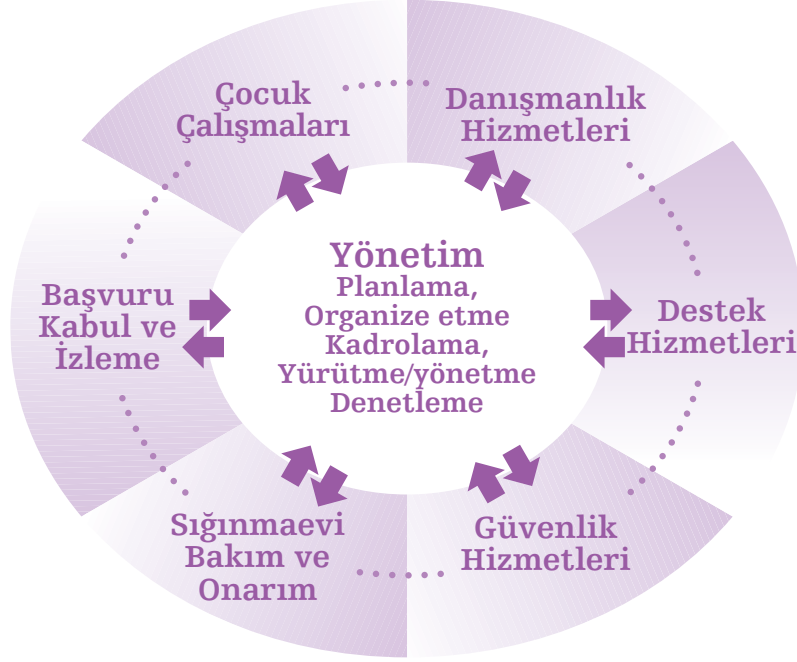 Çocuk
Çalışmaları
Danışmanlık
Hizmetleri
Başvuru
Kabul ve
İzleme
Yönetim
Planlama,
Organize etme
Kadrolama,
Yürütme/yönetme
Denetleme
Destek
Hizmetleri
Sığınmaevi
Bakım ve
Onarım
Güvenlik
Hizmetleri